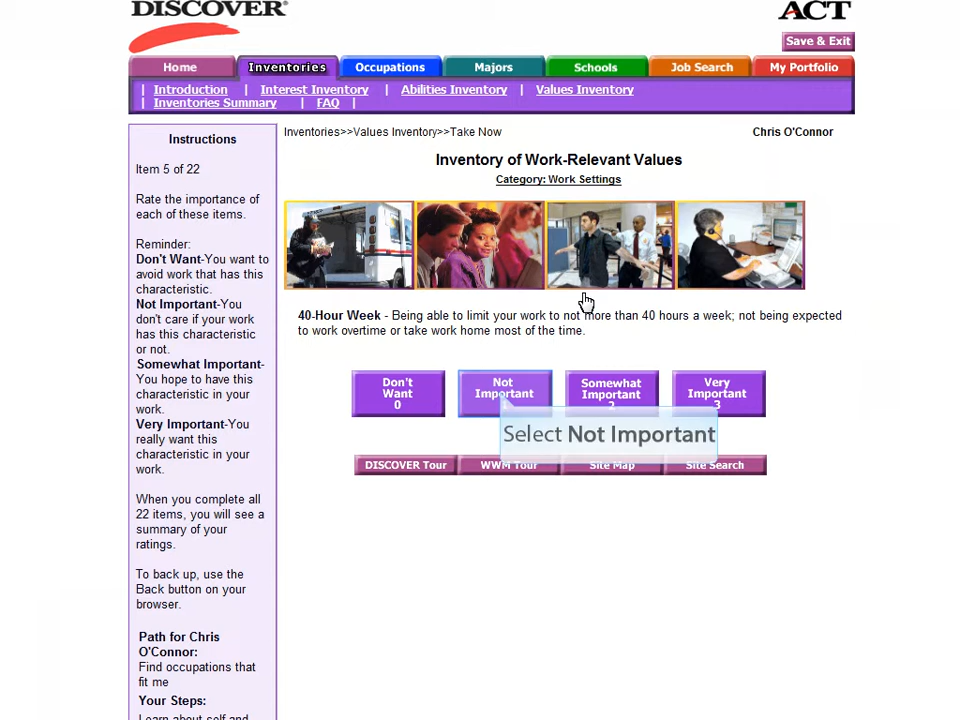 DISCOVER®
ACT
Save & Exit
Home
Inventories
Occupations
Majors
Schools
Job Search
My Portfolio
| Introduction | Interest Inventory | Abilities Inventory | Values Inventory
| Inventories Summary | FAQ |
Inventories>>Values Inventory>>Take Now
Chris O'Connor
Instructions
Item 5 of 22
Rate the importance of
each of these items.
Reminder:
Don't Want-You want to
avoid work that has this
characteristic.
Not Important-You
don't care if your work
has this characteristic
or not.
Somewhat Important-
You hope to have this
characteristic in your
work.
Very Important-You
really want this
characteristic in your
work.
When you complete all
22 items, you will see a
summary of your
ratings.
To back up, use the
Back button on your
browser.
Path for Chris
O'Connor:
Find occupations that
fit me
Your Steps:
Learn about self and
Inventory of Work-Relevant Values
Category: Work Settings
40-Hour Week - Being able to limit your work to not more than 40 hours a week; not being expected
to work overtime or take work home most of the time.
Don't
Want
0
Not
Important
Somewhat
Important
2
Very
Important
3
Select Not Important
DISCOVER Tour
WWM Tour
Site Map
Site Search